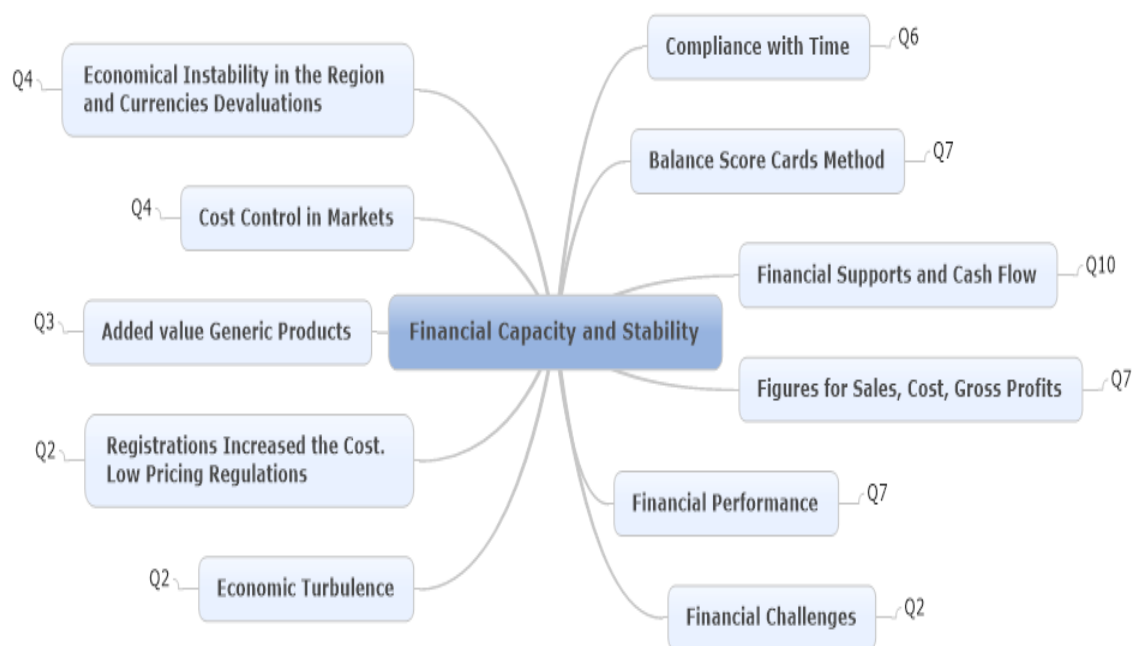 Q4
Economical Instability in the Region
and Currencies Devaluations
Q4
Cost Control in Markets
Q3
Added value Generic Products
Q2
Registrations Increased the Cost.
Low Pricing Regulations
Q2
Economic Turbulence
Financial Capacity and Stability
Compliance with Time
Q6
Balance Score Cards Method
Q7
Financial Supports and Cash Flow
Q10
Figures for Sales, Cost, Gross Profits
Q7
Financial Performance
Q7
Financial Challenges
Q2